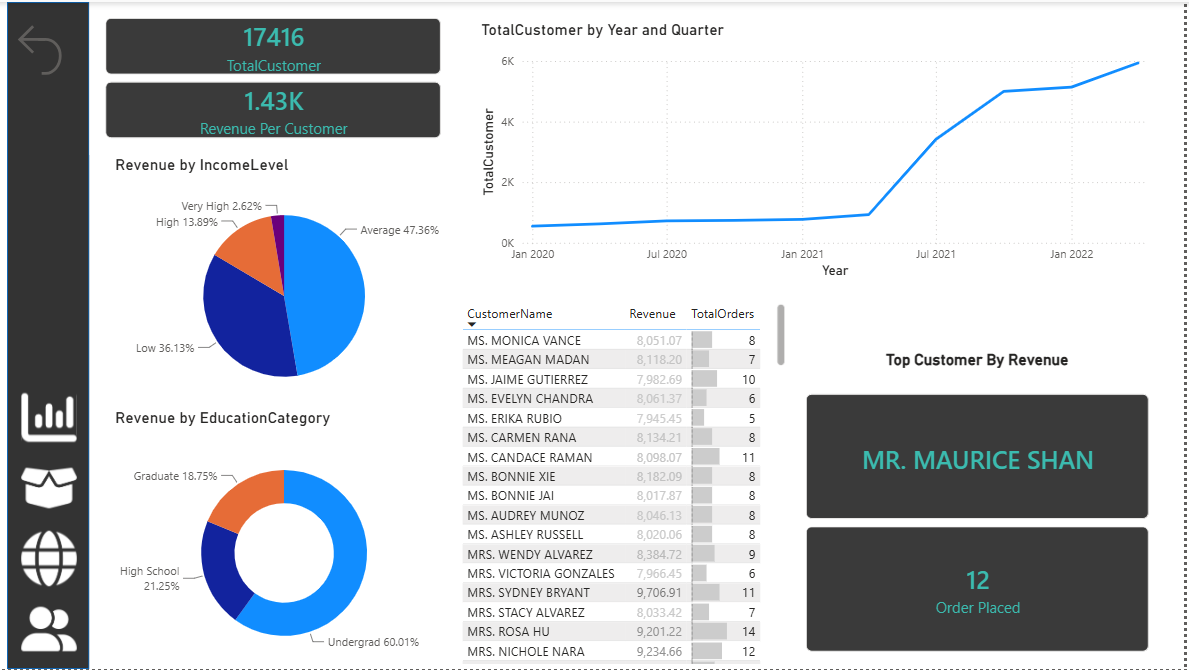 17416
TotalCustomer
1.43K
Revenue Per Customer
Revenue by IncomeLevel
Very High 2.62%
High 13.89%
Average 47.36%
Low 36.13%
Revenue by EducationCategory
Graduate 18.75%
High School
21.25%
Undergrad 60.01%
TotalCustomer by Year and Quarter
TotalCustomer
6K
4K
2K
0K
Jan 2020 Jul 2020 Jan 2021 Jul 2021 Jan 2022
Year
CustomerName Revenue TotalOrders
MS. MONICA VANCE 8,051.07 8
MS. MEAGAN MADAN 8,118.20 7
MS. JAIME GUTIERREZ 7,982.69 10
MS. EVELYN CHANDRA 8,061.37 6
MS. ERIKA RUBIO 7,945.45 5
MS. CARMEN RANA 8,134.21 8
MS. CANDACE RAMAN 8,098.07 11
MS. BONNIE XIE 8,182.09 8
MS. BONNIE JAI 8,017.87 8
MS. AUDREY MUNOZ 8,046.13 8
MS. ASHLEY RUSSELL 8,020.06 8
MRS. WENDY ALVAREZ 8,384.72 9
MRS. VICTORIA GONZALES 7,966.45 6
MRS. SYDNEY BRYANT 9,706.91 11
MRS. STACY ALVAREZ 8,033.42 7
MRS. ROSA HU 9,201.22 14
MRS. NICHOLE NARA 9,234.66 12
Top Customer By Revenue
MR. MAURICE SHAN
12
Order Placed